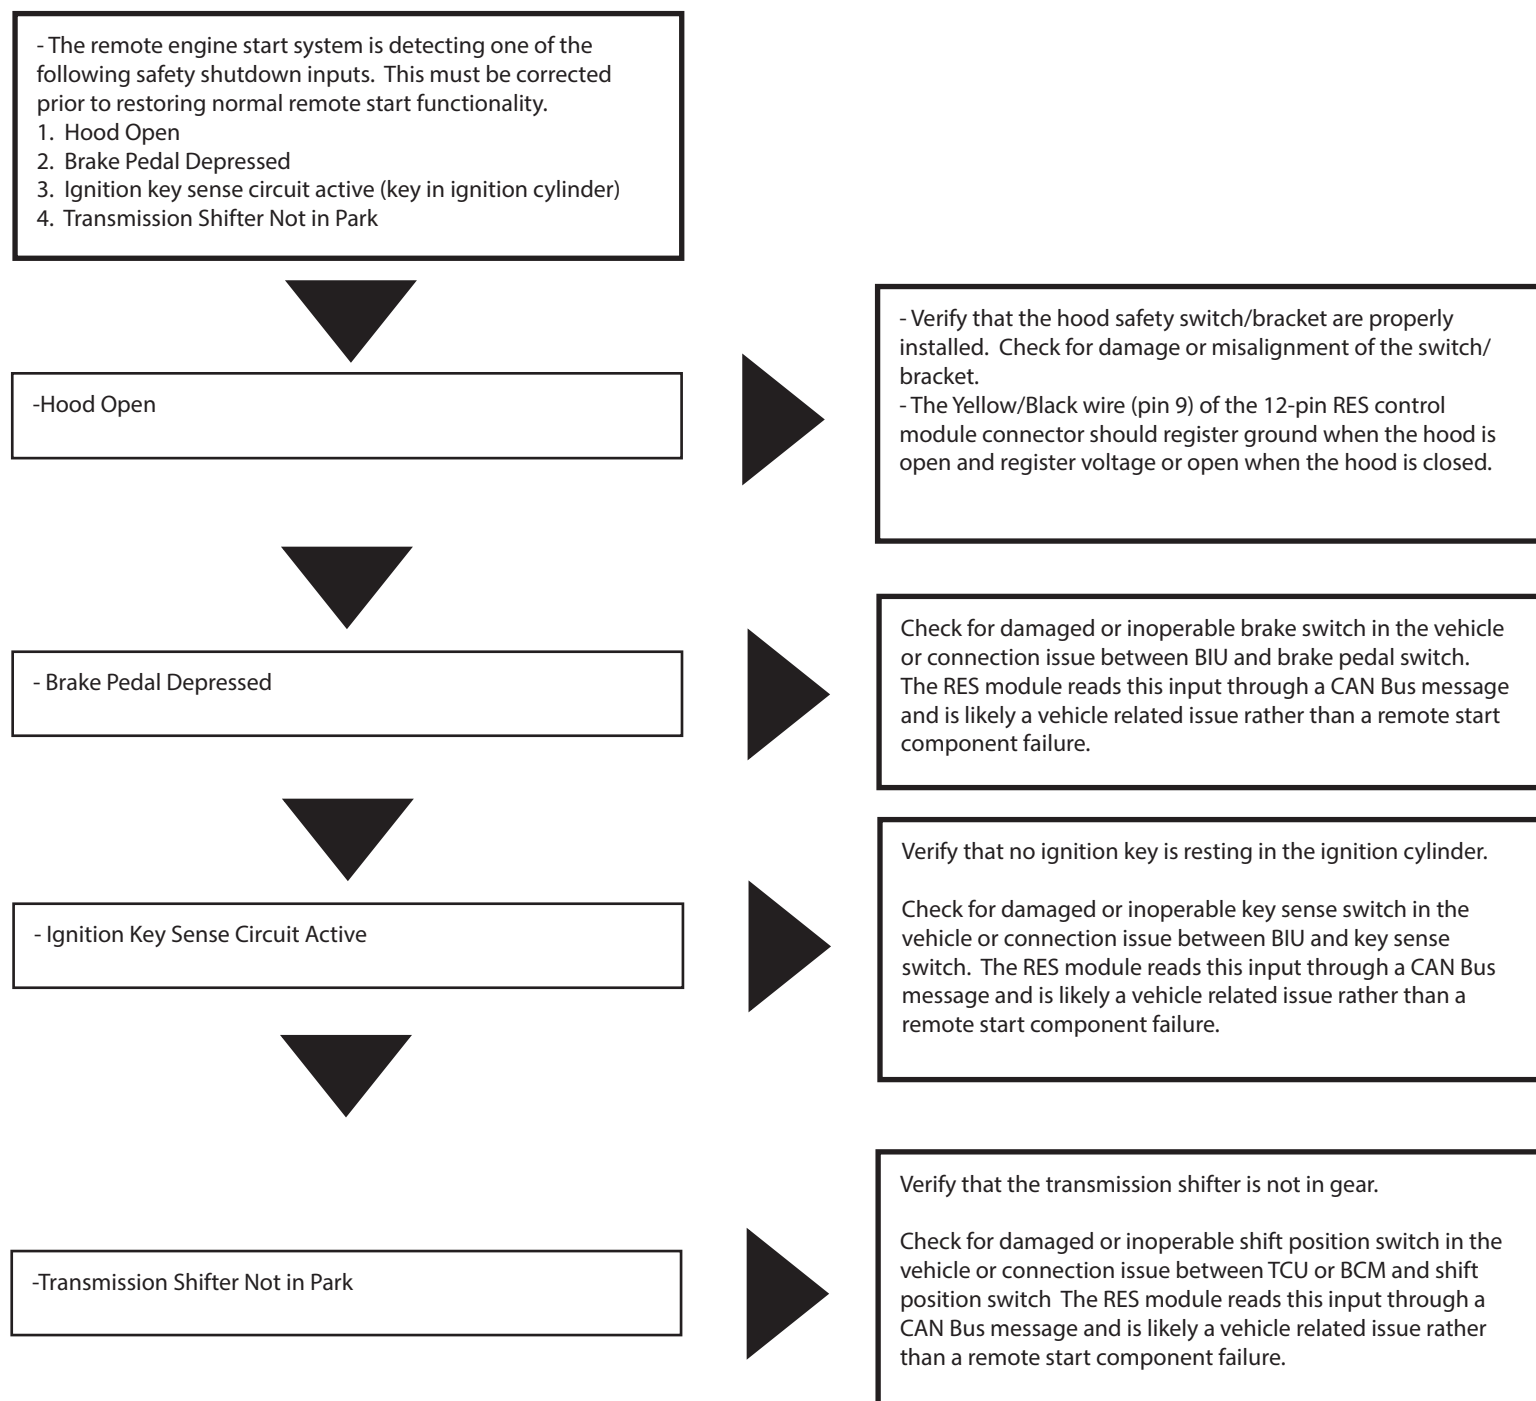 - The remote engine start system is detecting one of the
following safety shutdown inputs.  This must be corrected
prior to restoring normal remote start functionality.
1.  Hood Open
2.  Brake Pedal Depressed
3.  Ignition key sense circuit active (key in ignition cylinder)
4.  Transmission Shifter Not in Park
-Hood Open
- Verify that the hood safety switch/bracket are properly
installed.  Check for damage or misalignment of the switch/
bracket.
- The Yellow/Black wire (pin 9) of the 12-pin RES control
module connector should register ground when the hood is
open and register voltage or open when the hood is closed.
- Brake Pedal Depressed
Check for damaged or inoperable brake switch in the vehicle
or connection issue between BIU and brake pedal switch.
The RES module reads this input through a CAN Bus message
and is likely a vehicle related issue rather than a remote start
component failure.
- Ignition Key Sense Circuit Active
Verify that no ignition key is resting in the ignition cylinder.
Check for damaged or inoperable key sense switch in the
vehicle or connection issue between BIU and key sense
switch.  The RES module reads this input through a CAN Bus
message and is likely a vehicle related issue rather than a
remote start component failure.
-Transmission Shifter Not in Park
Verify that the transmission shifter is not in gear.
Check for damaged or inoperable shift position switch in the
vehicle or connection issue between TCU or BCM and shift
position switch  The RES module reads this input through a
CAN Bus message and is likely a vehicle related issue rather
than a remote start component failure.